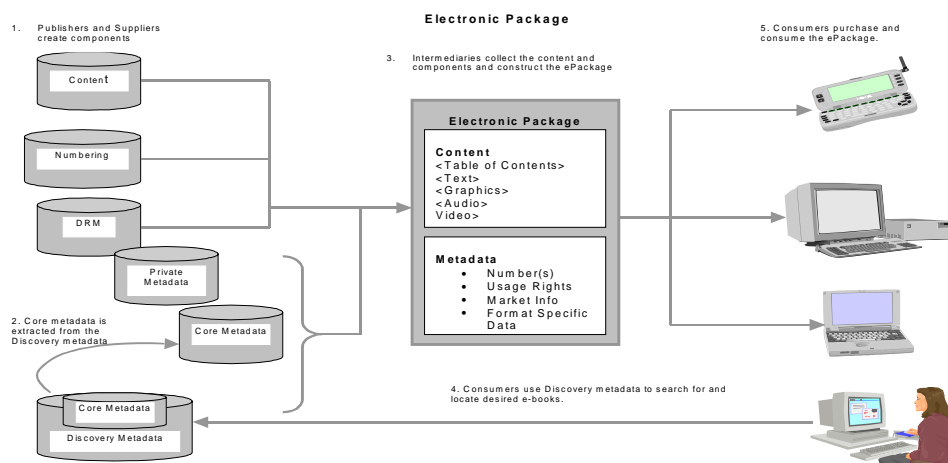 Electronic Package
1. Publishers and Suppliers
create components
Content
Numbering
DRM
Private
Metadata
Core Metadata
2. Core metadata is
extracted from the
Discovery metadata
Core Metadata
Discovery Metadata
3. Intermediaries collect the content and
components and construct the ePackage
Electronic Package
Content
<Table of Contents>
<Text>
<Graphics>
<Audio>
Video>
Metadata
• Number(s)
• Usage Rights
• Market Info
• Format Specific
Data
4. Consumers use Discovery metadata to search for and
locate desired e-books.
5. Consumers purchase and
consume the ePackage.